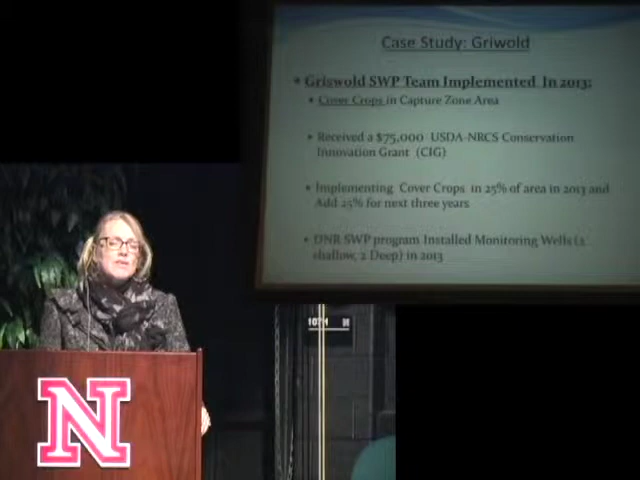 Case Study: Griwold
• Griswold SWP Team Implemented In 2013:
• Cover Crops in Capture Zone Area
• Received a $75,000 USDA-NRCS Conservation
Innovation Grant (CIG)
• Implementing Cover Crops in 25% of area in 2013 and
Add 25% for next three years
• DNR SWP program Installed Monitoring Wells (2
shallow, 2 Deep) in 2013
N